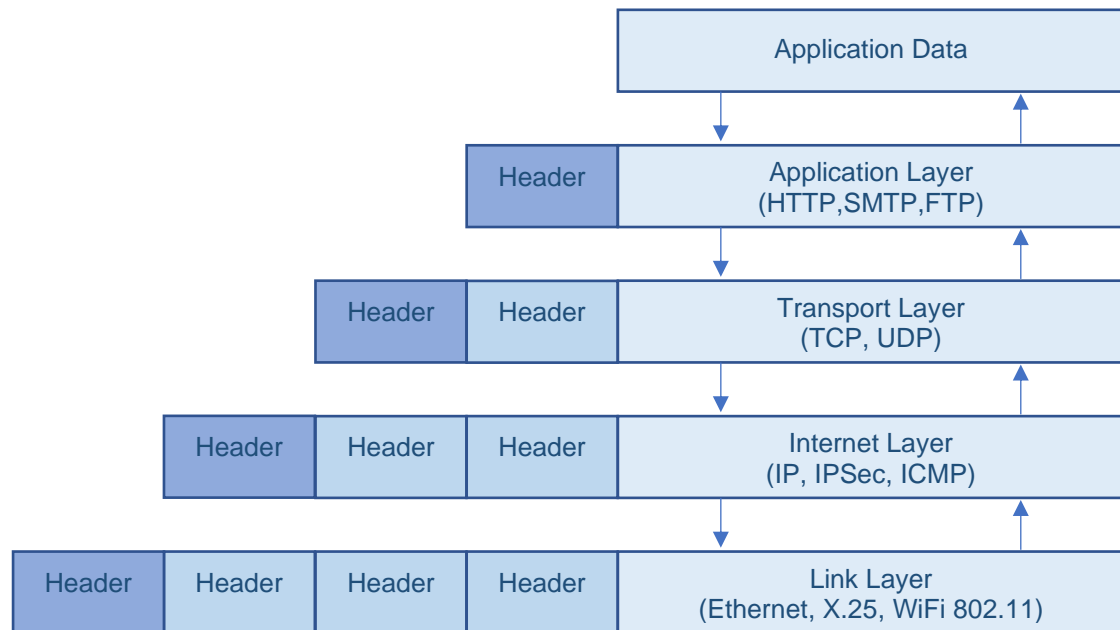 Application Data
Header
Application Layer
(HTTP,SMTP,FTP)
Header
Header
Transport Layer
(TCP, UDP)
Header
Header
Header
Internet Layer
(IP, IPSec, ICMP)
Header
Header
Header
Header
Link Layer
(Ethernet, X.25, WiFi 802.11)